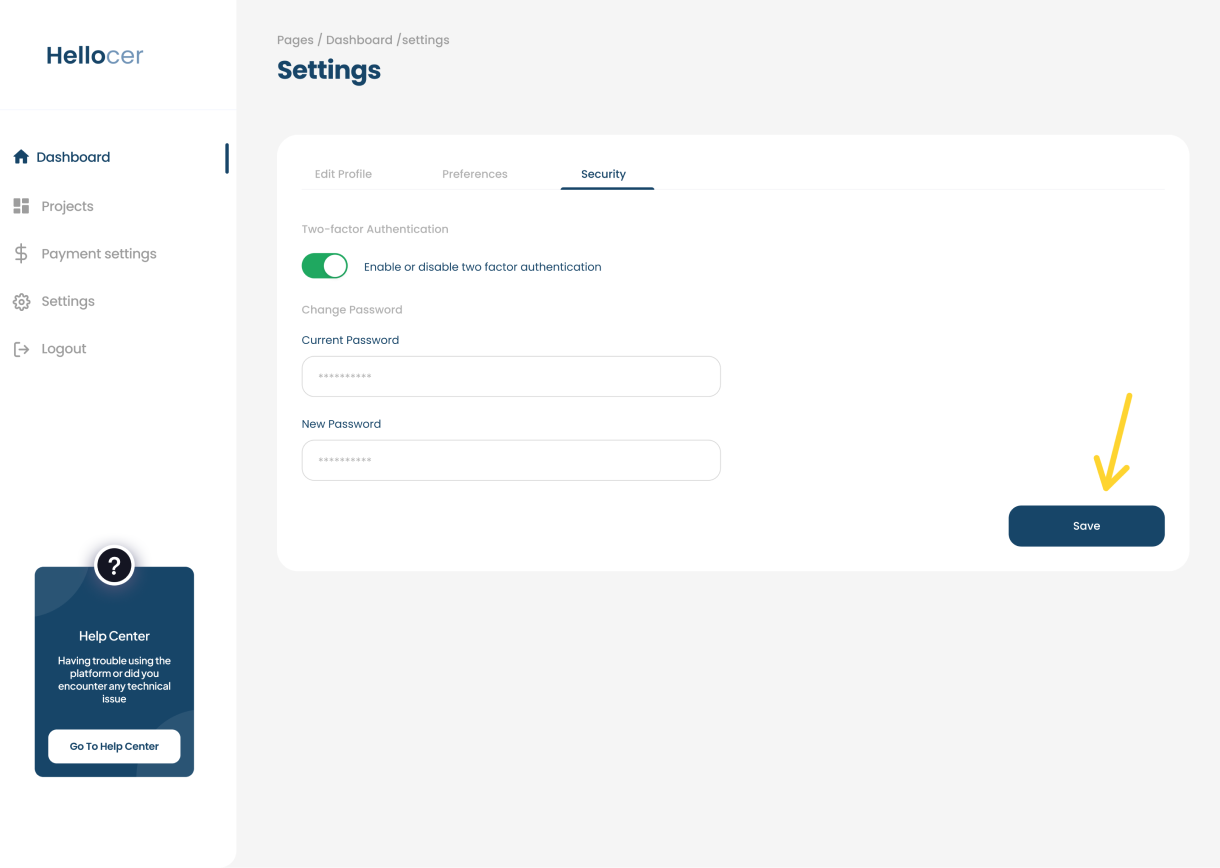 Hellocer
Pages / Dashboard /settings
Settings
Dashboard
Projects
Payment settings
Settings
Logout
Edit Profile
Preferences
Security
Two-factor Authentication
Enable or disable two factor authentication
Change Password
Current Password
**********
New Password
**********
Save
?
Help Center
Having trouble using the
platform or did you
encounter any technical
issue
Go To Help Center